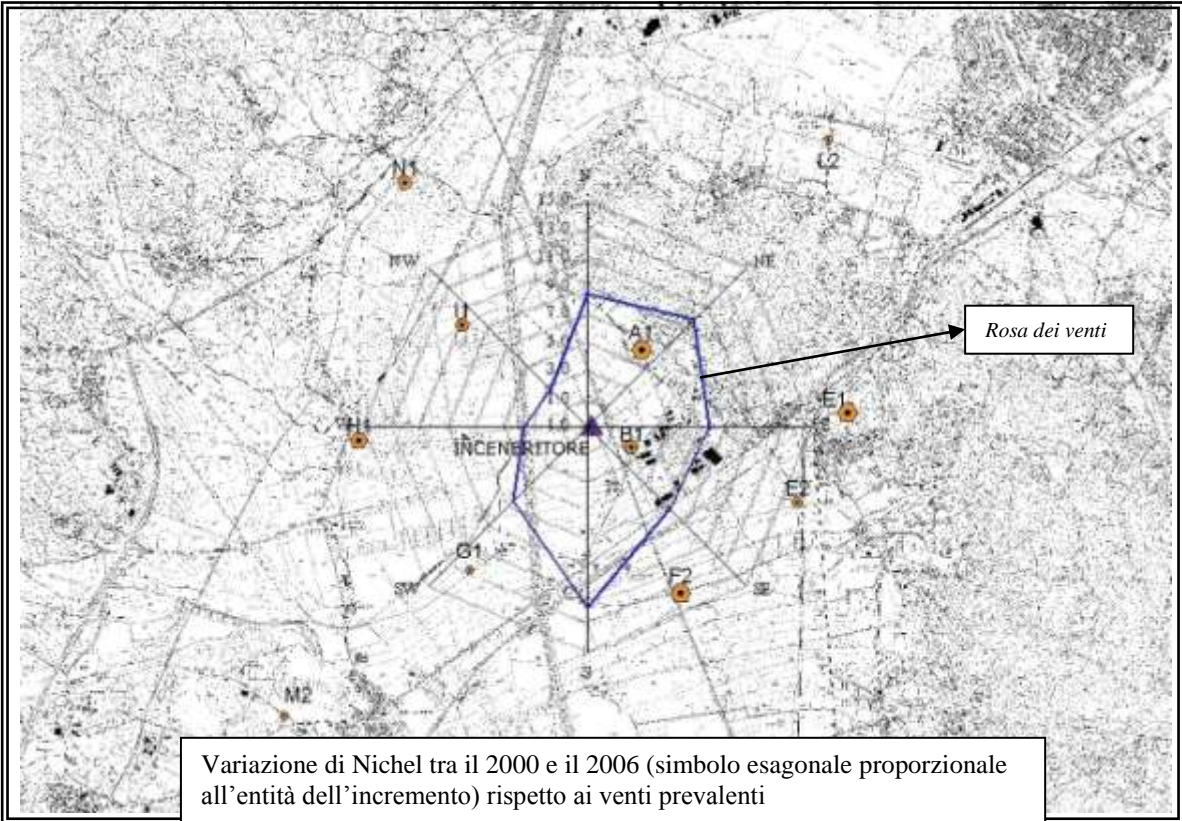 N1
L2
NW
NE
U
A1
Rosa dei venti
E1
H1
B1
INCENERITORE
E2
G1
SW
F2
SE
S
M2
Variazione di Nichel tra il 2000 e il 2006 (simbolo esagonale proporzionale
all'entità dell'incremento) rispetto ai venti prevalenti